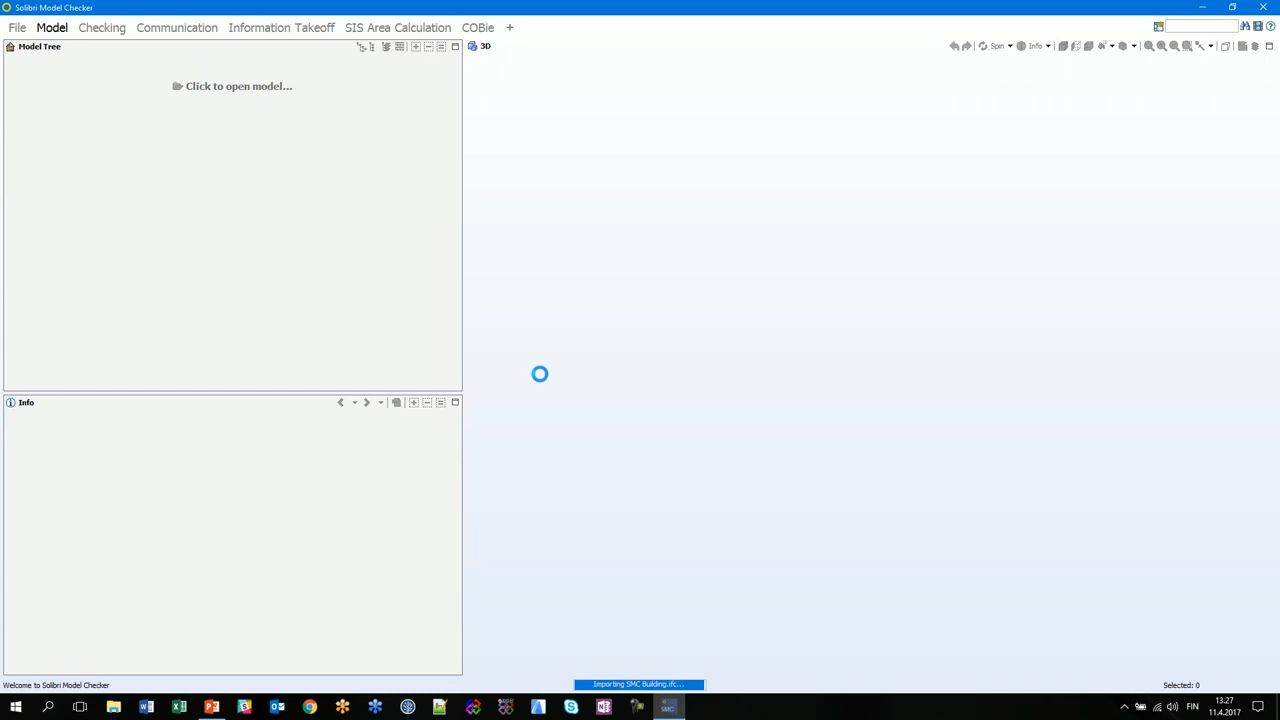 Solibri Model Checker
File Model Checking Communication Information Takeoff SIS Area Calculation COBie +
Model Tree
3D
Spin
Info
Click to open model...
Info
Welcome to Solibri Model Checker
Importing SMC Building.ifc...
Selected: 0
SMC
FIN
13.27
11.4.2017